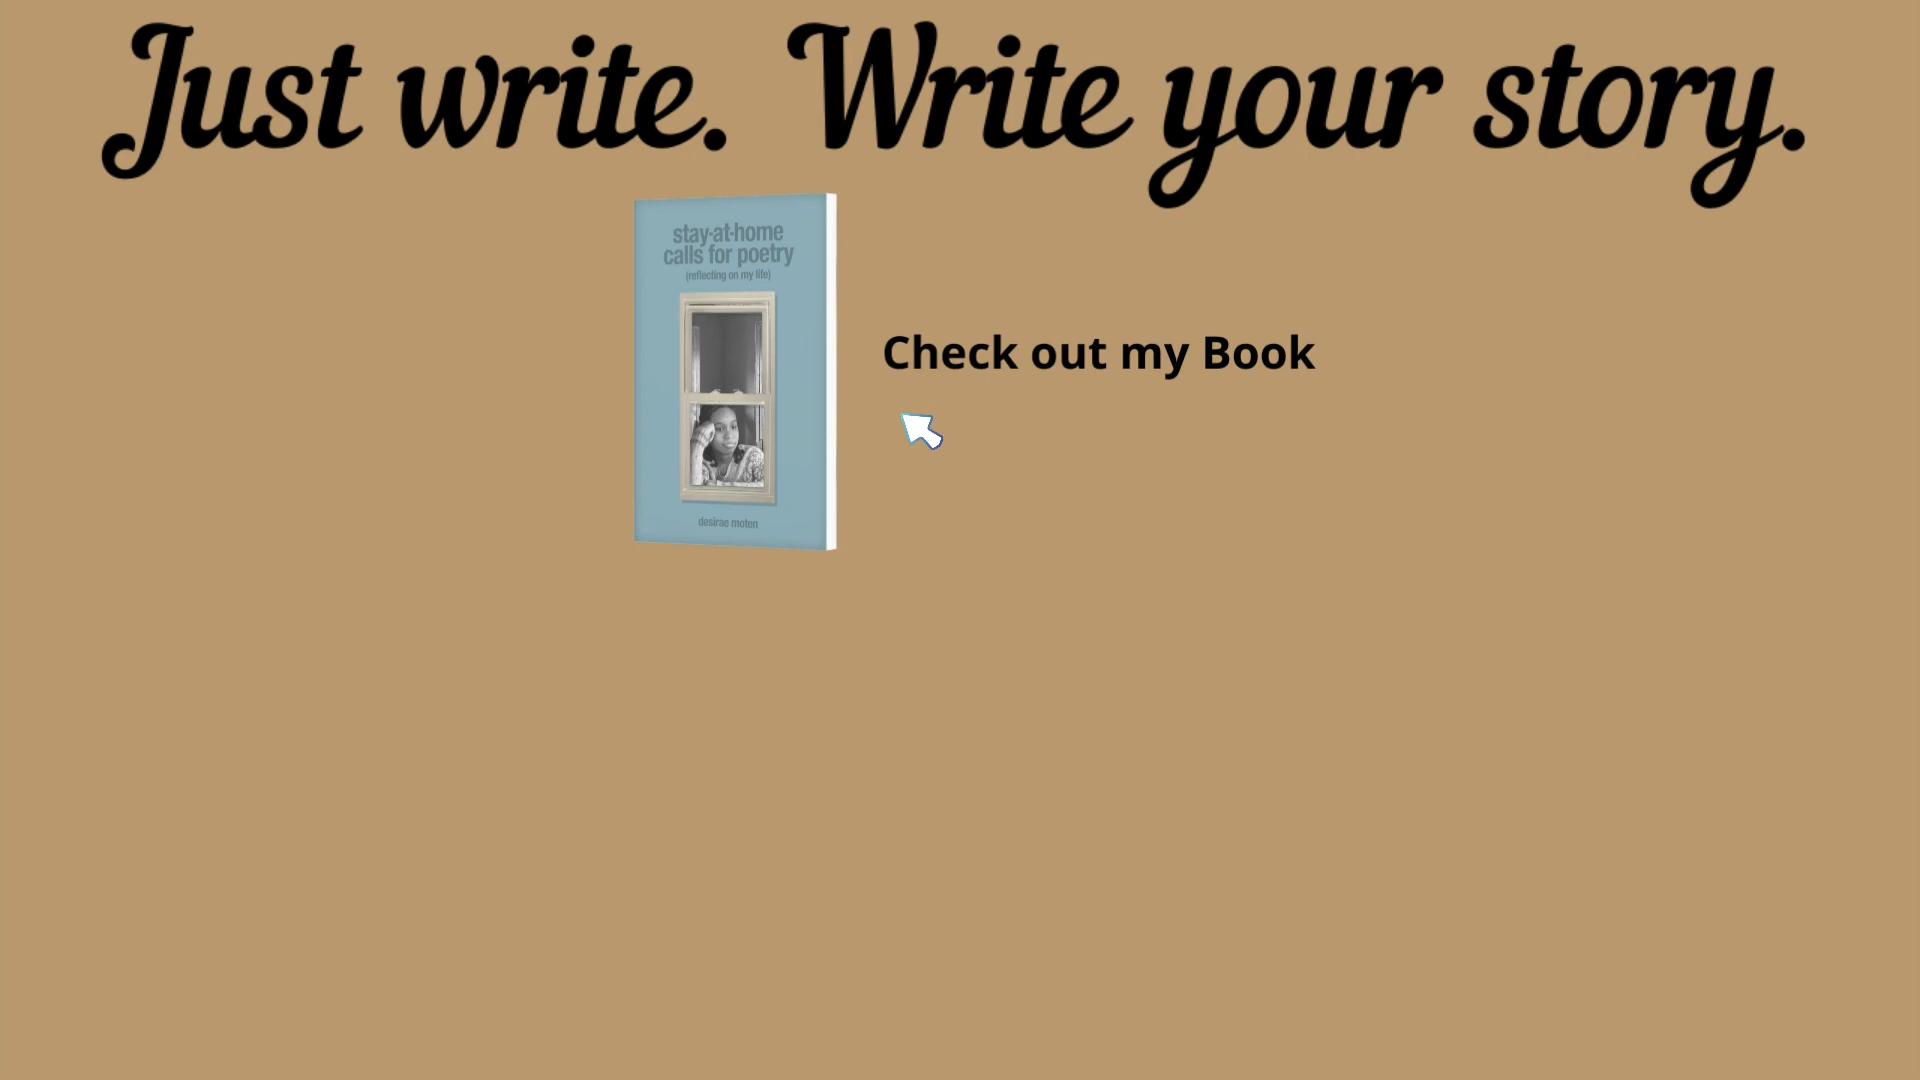 Just write. Write your story.
stay-at-home
calls for poetry
(reflecting on my life)
Check out my Book
desirae moten